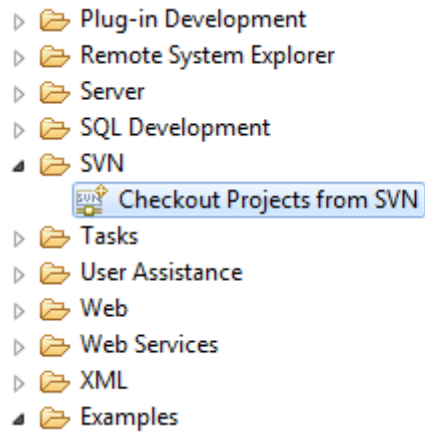 Plug-in Development
Remote System Explorer
Server
SQL Development
SVN
SVN Checkout Projects from SVN
Tasks
User Assistance
Web
Web Services
XML
Examples